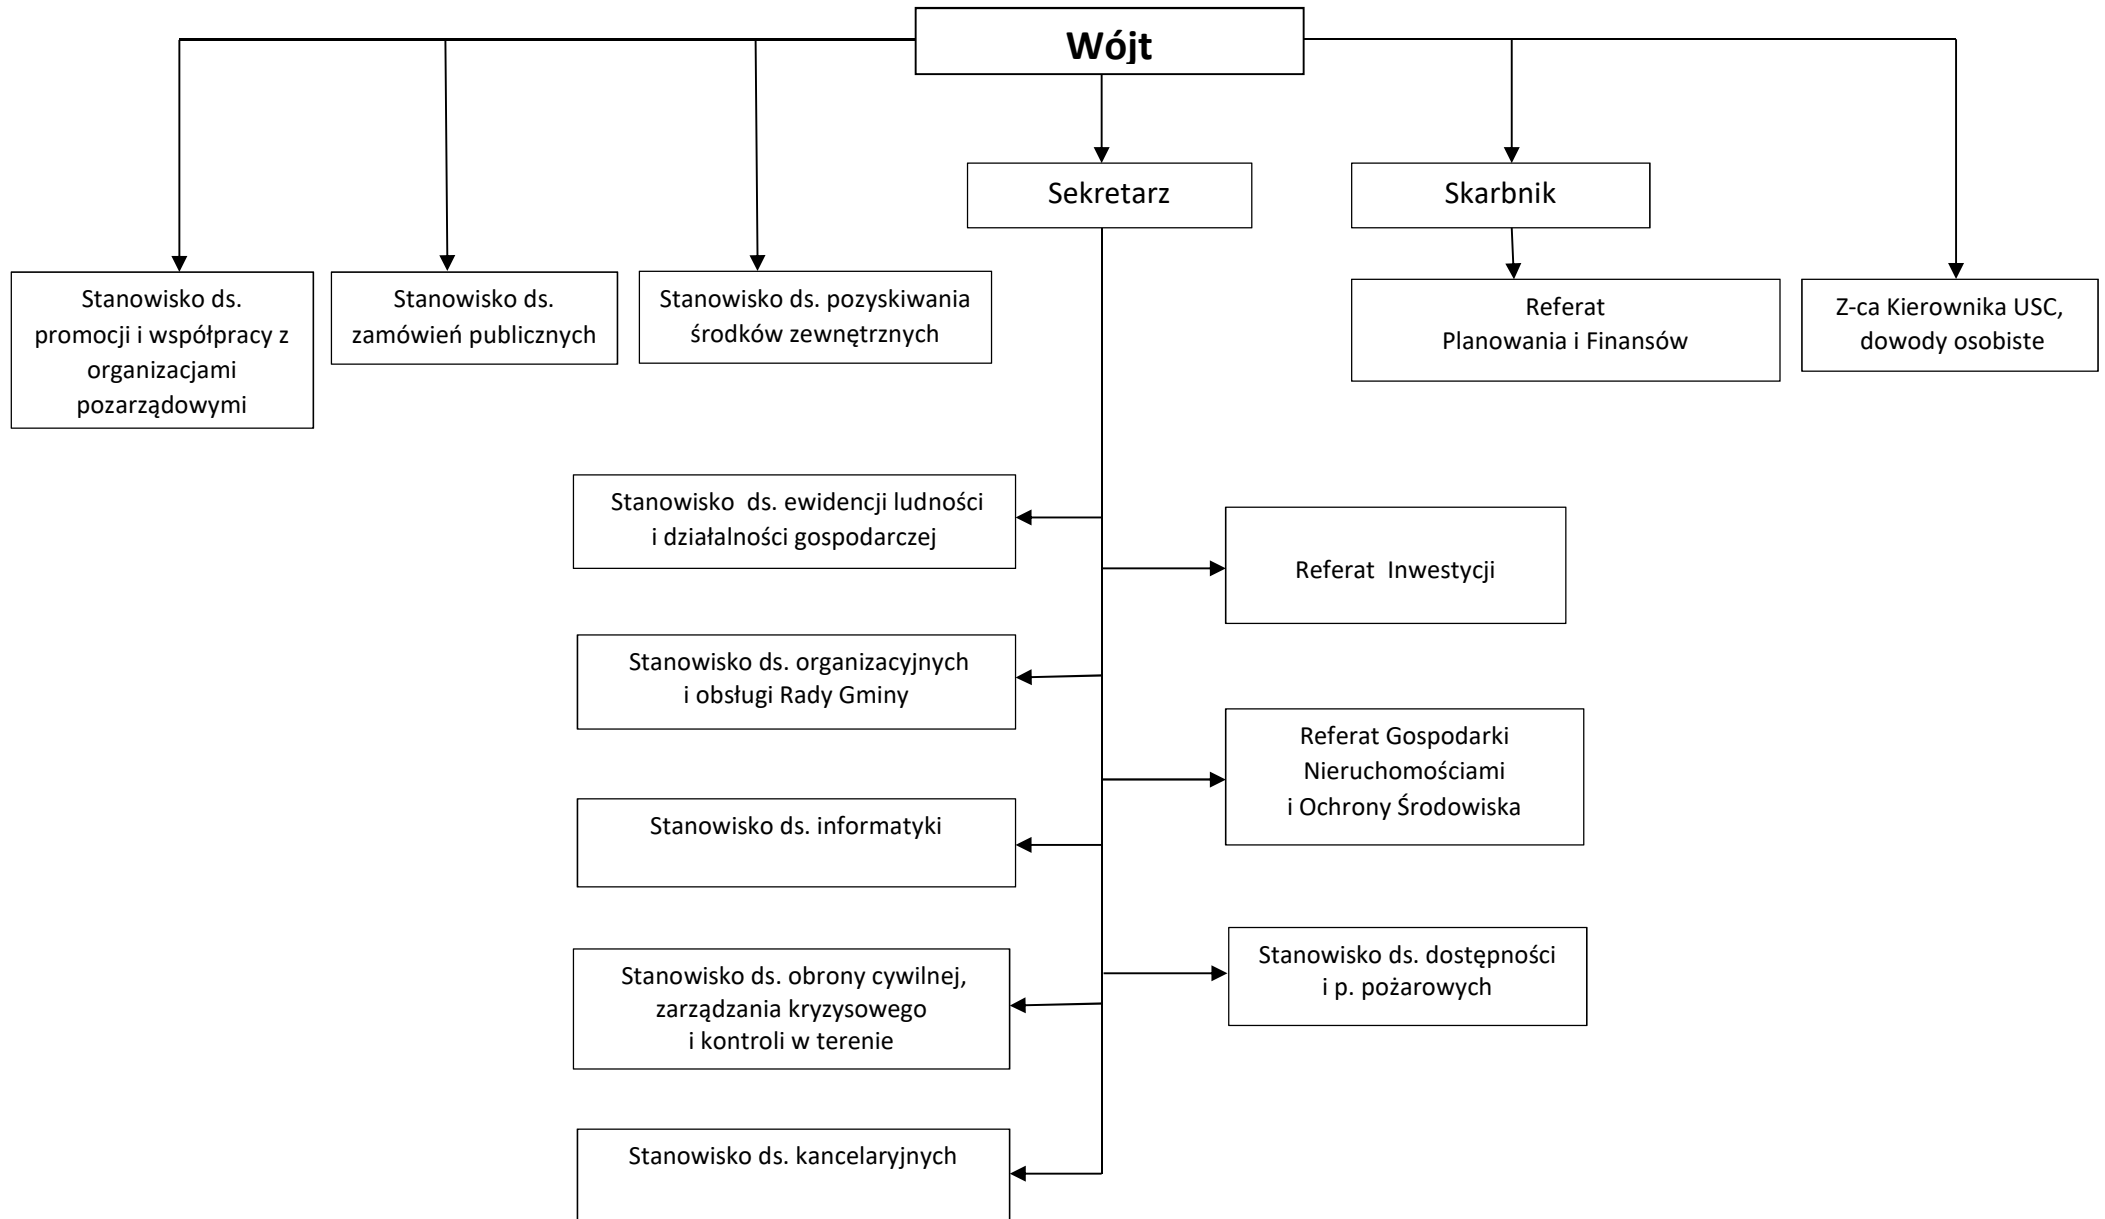 Wójt
Sekretarz
Skarbnik
Stanowisko ds.
promocji i współpracy z
organizacjami
pozarządowymi
Stanowisko ds.
zamówień publicznych
Stanowisko ds. pozyskiwania
środków zewnętrznych
Referat
Planowania i Finansów
Z-ca Kierownika USC,
dowody osobiste
Stanowisko  ds. ewidencji ludności
i działalności gospodarczej
Referat  Inwestycji
Stanowisko ds. organizacyjnych
i obsługi Rady Gminy
Referat Gospodarki
Nieruchomościami
i Ochrony Środowiska
Stanowisko ds. informatyki
Stanowisko ds. obrony cywilnej,
zarządzania kryzysowego
i kontroli w terenie
Stanowisko ds. dostępności
i p. pożarowych
Stanowisko ds. kancelaryjnych